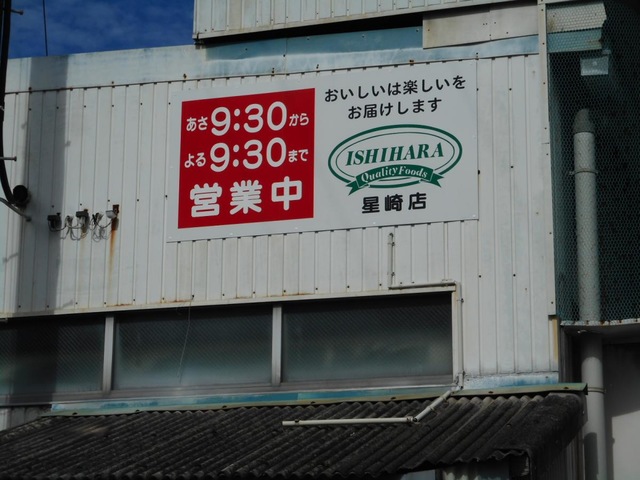 あさ9:30から
よる9:30まで
営業中
おいしいは楽しいを
お届けします
ISHIHARA
Quality Foods
星崎店